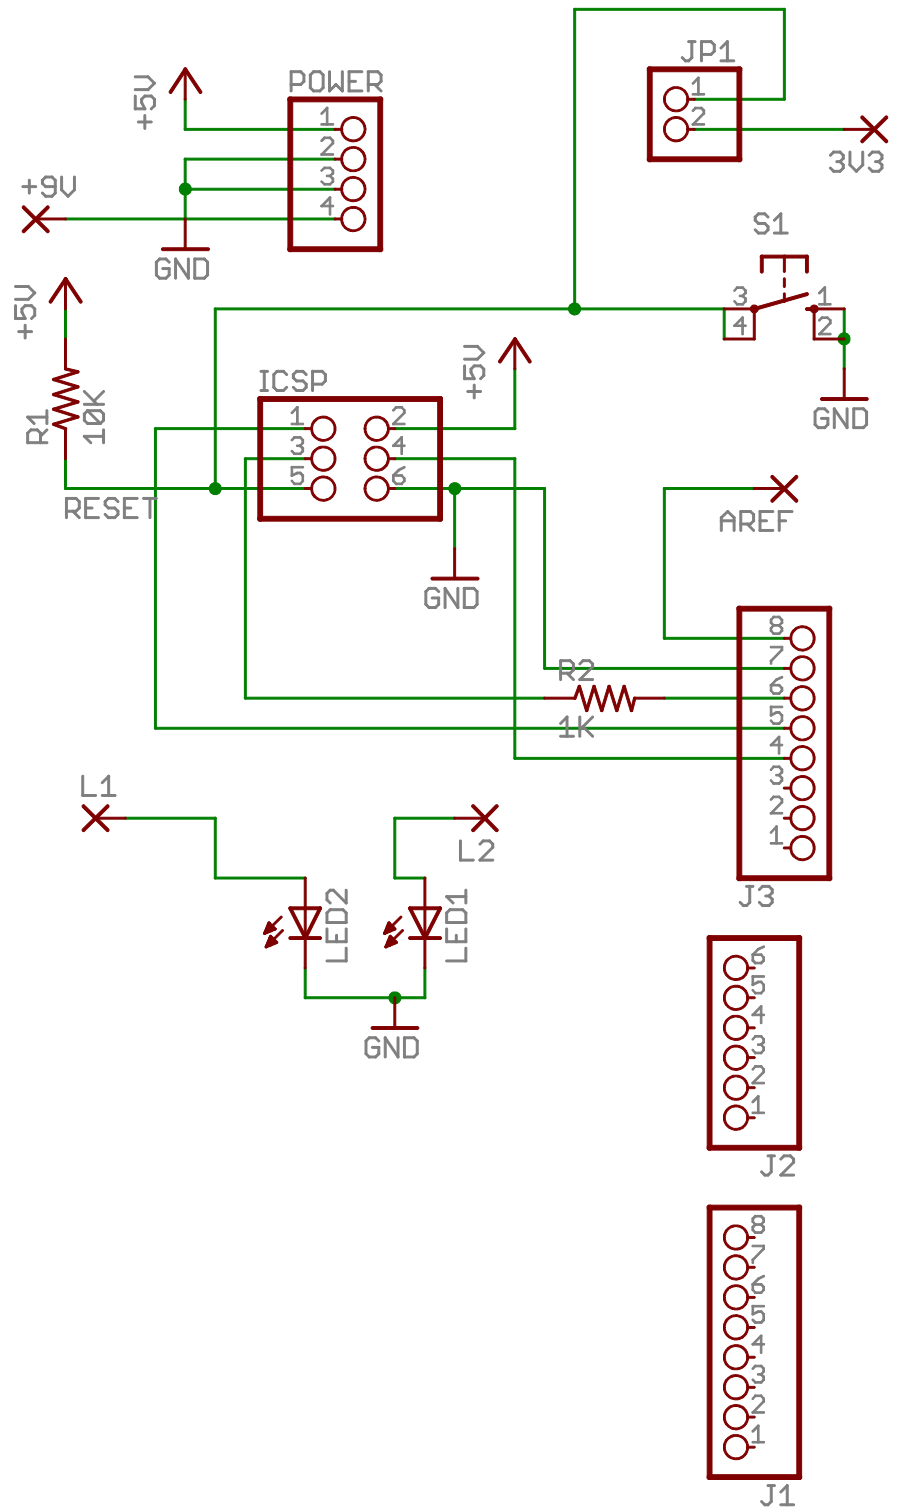 JP1
1
2
3V3
POWER
+5V
1
2
3
4
+9V
GND
S1
3
1
4
2
GND
+5V
R1
10K
RESET
ICSP
+5V
1
2
3
4
5
6
GND
AREF
8
7
6
5
4
3
2
1
J3
R2
1K
L1
L2
LED2
LED1
GND
6
5
4
3
2
1
J2
8
7
6
5
4
3
2
1
J1